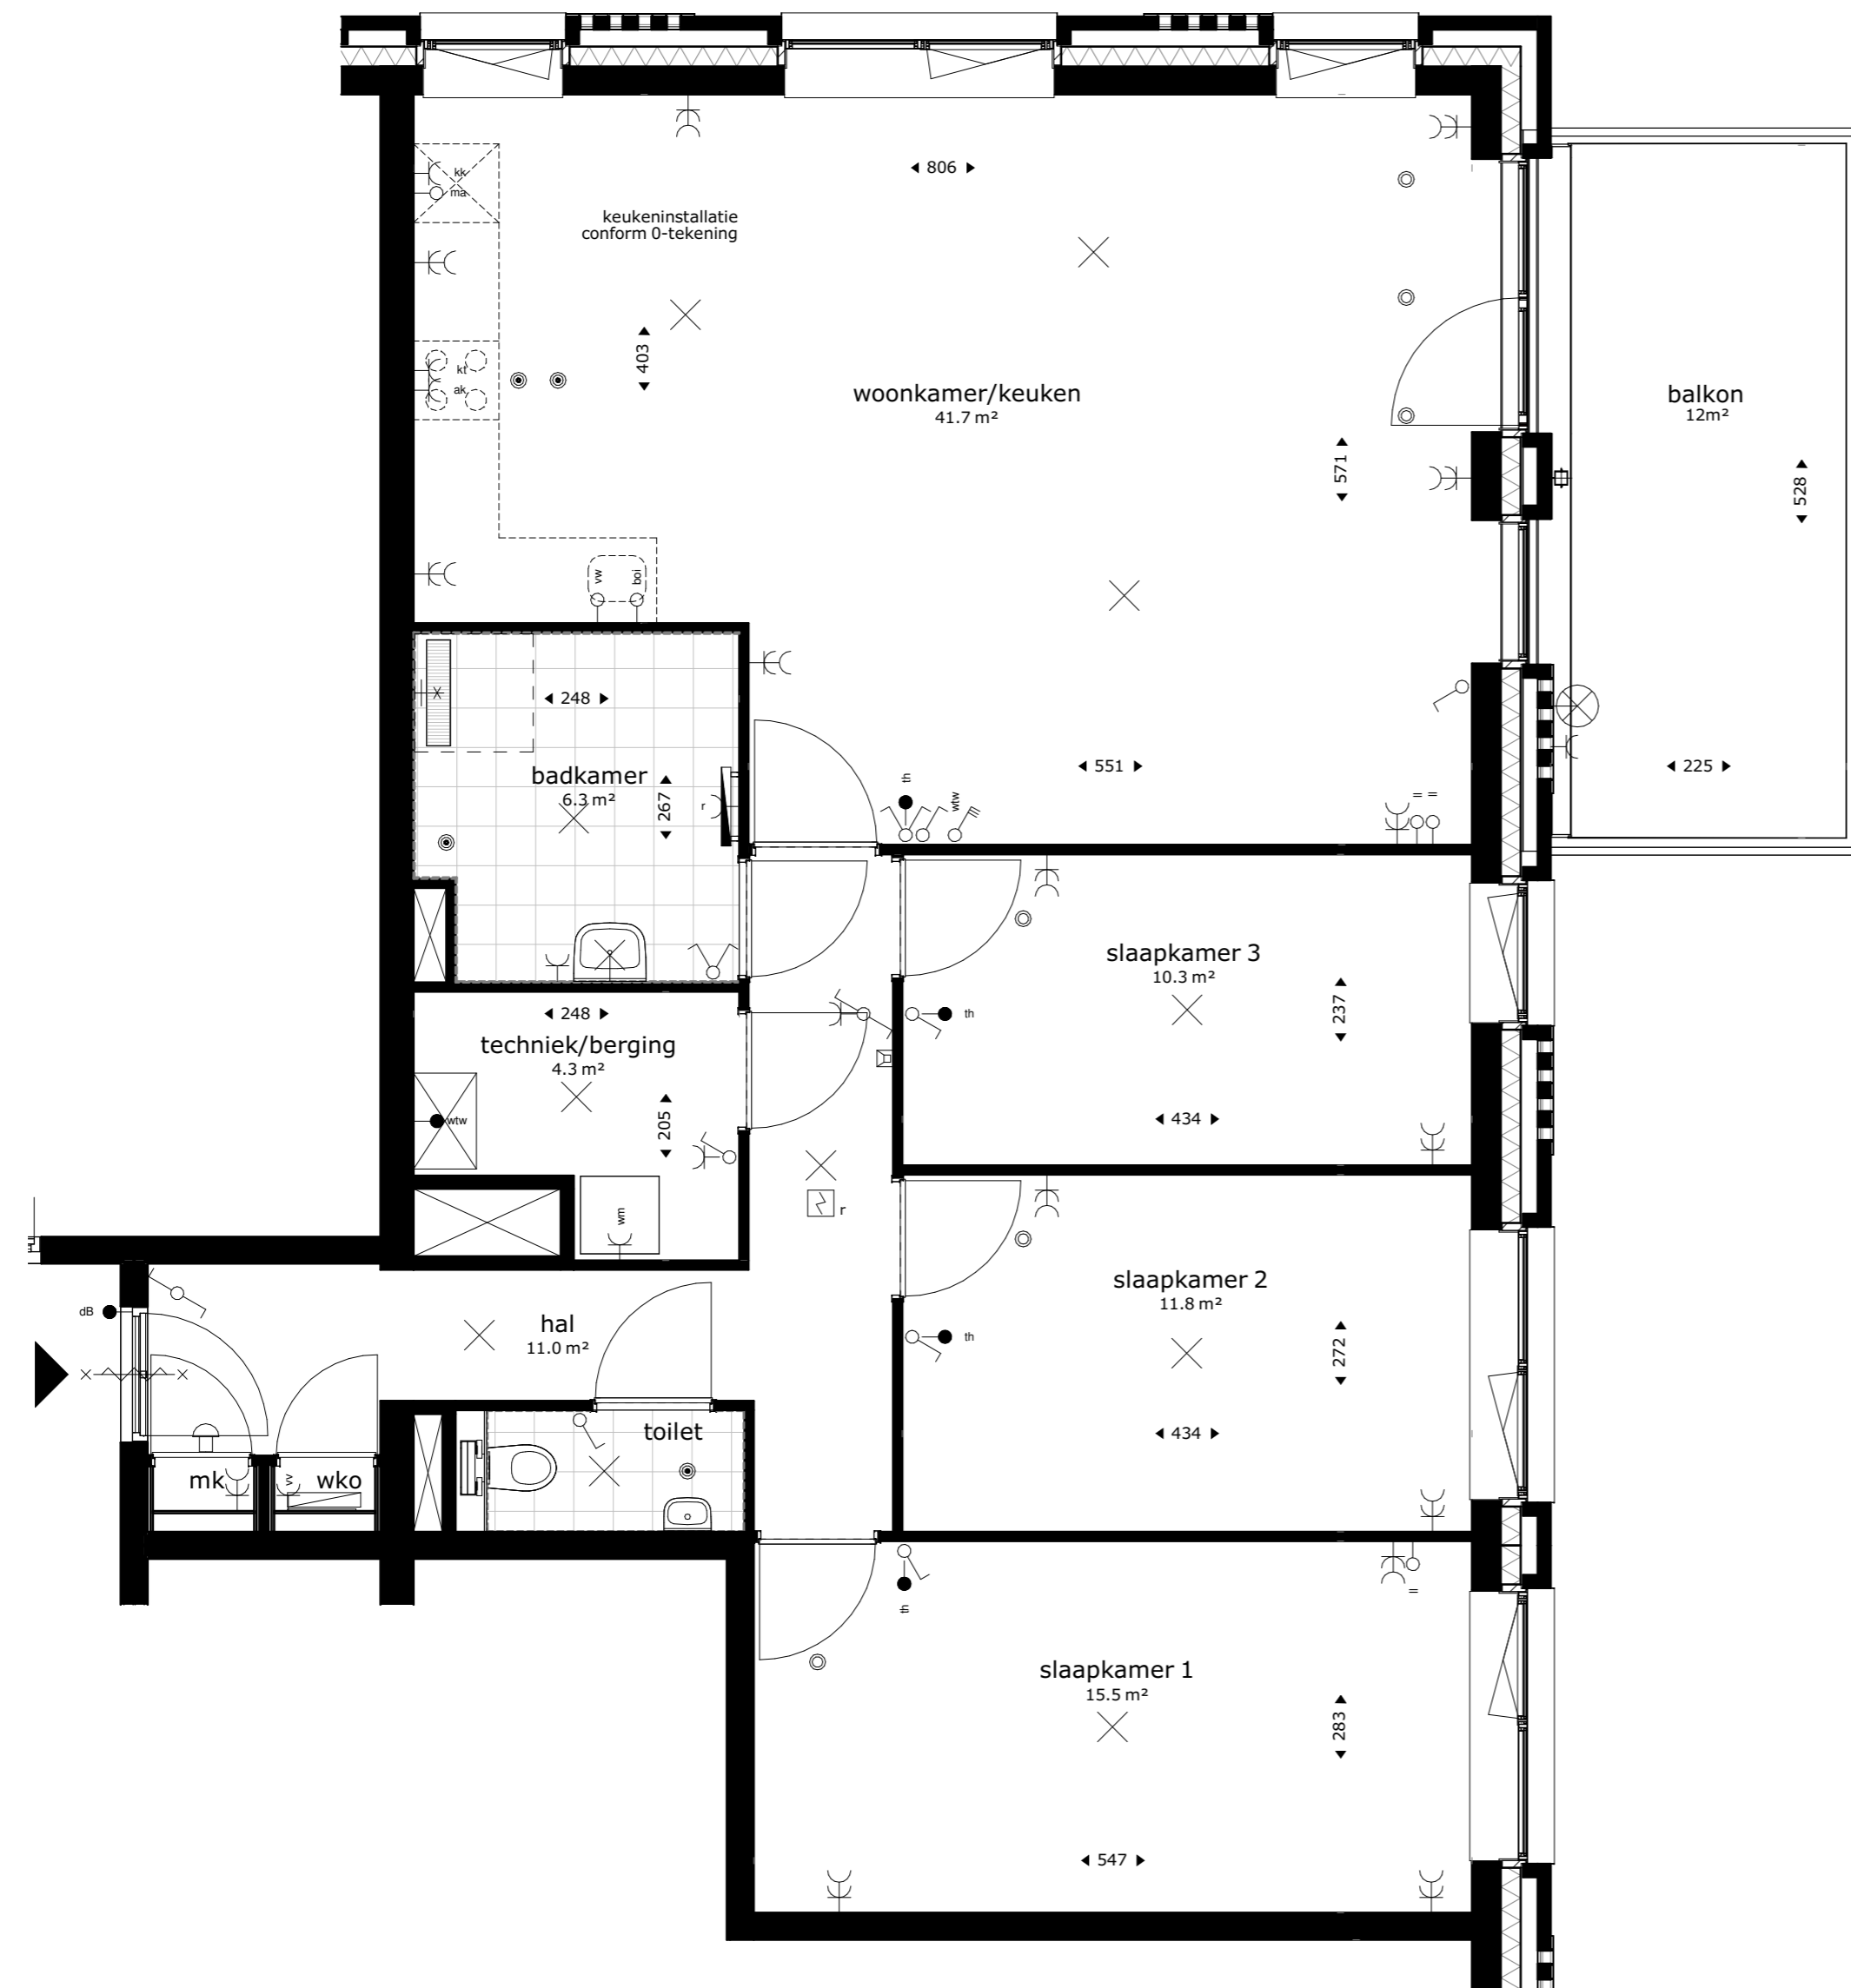 806
kk
ma
keukeninstallatie
conform 0-tekening
403
kt
ak
woonkamer/keuken
41.7 m²
balkon
12m²
571
528
vw
boi
248
badkamer
6.3 m²
267
r
551
225
th
wtw
=
=
slaapkamer 3
10.3 m²
237
th
434
248
techniek/berging
4.3 m²
205
wtw
wm
r
slaapkamer 2
11.8 m²
272
th
434
dB
hal
11.0 m²
toilet
mk
vv
wko
th
=
slaapkamer 1
15.5 m²
283
547